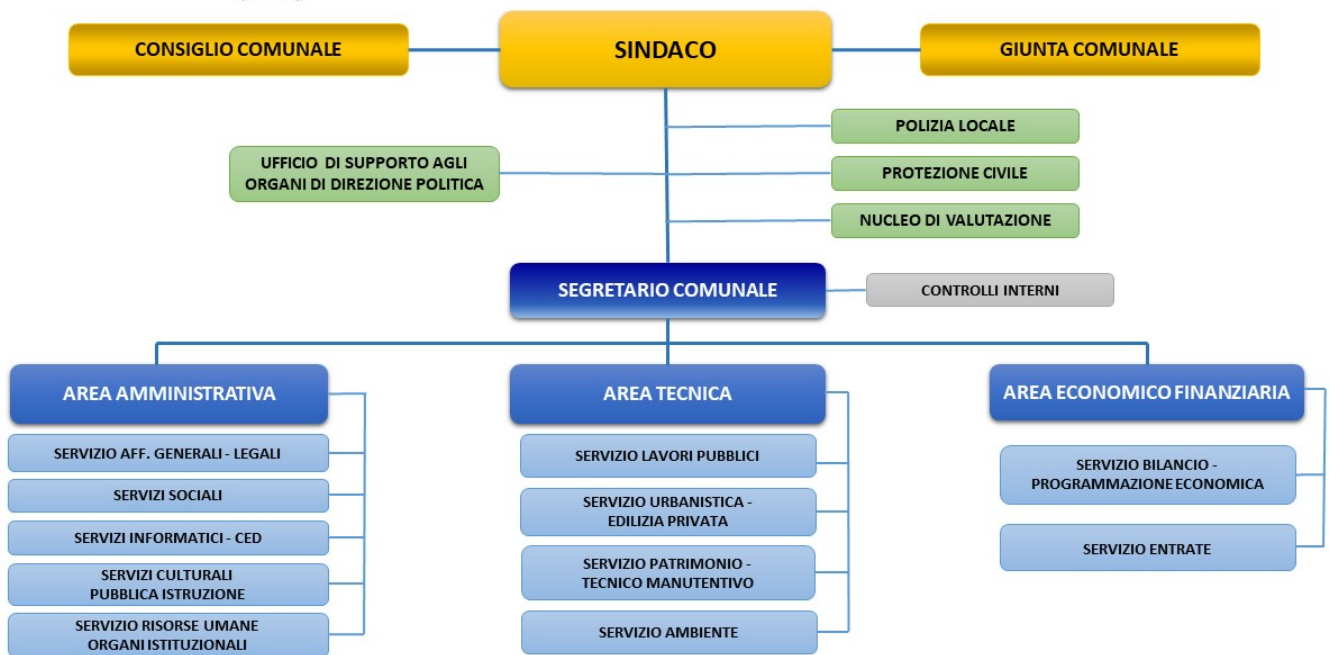 CONSIGLIO COMUNALE
SINDACO
GIUNTA COMUNALE
POLIZIA LOCALE
UFFICIO DI SUPPORTO AGLI
ORGANI DI DIREZIONE POLITICA
PROTEZIONE CIVILE
NUCLEO DI VALUTAZIONE
SEGRETARIO COMUNALE
CONTROLLI INTERNI
AREA AMMINISTRATIVA
SERVIZIO AFF. GENERALI - LEGALI
SERVIZI SOCIALI
SERVIZI INFORMATICI - CED
SERVIZI CULTURALI
PUBBLICA ISTRUZIONE
SERVIZIO RISORSE UMANE
ORGANI ISTITUZIONALI
AREA TECNICA
SERVIZIO LAVORI PUBBLICI
SERVIZIO URBANISTICA -
EDILIZIA PRIVATA
SERVIZIO PATRIMONIO -
TECNICO MANUTENTIVO
SERVIZIO AMBIENTE
AREA ECONOMICO FINANZIARIA
SERVIZIO BILANCIO -
PROGRAMMAZIONE ECONOMICA
SERVIZIO ENTRATE